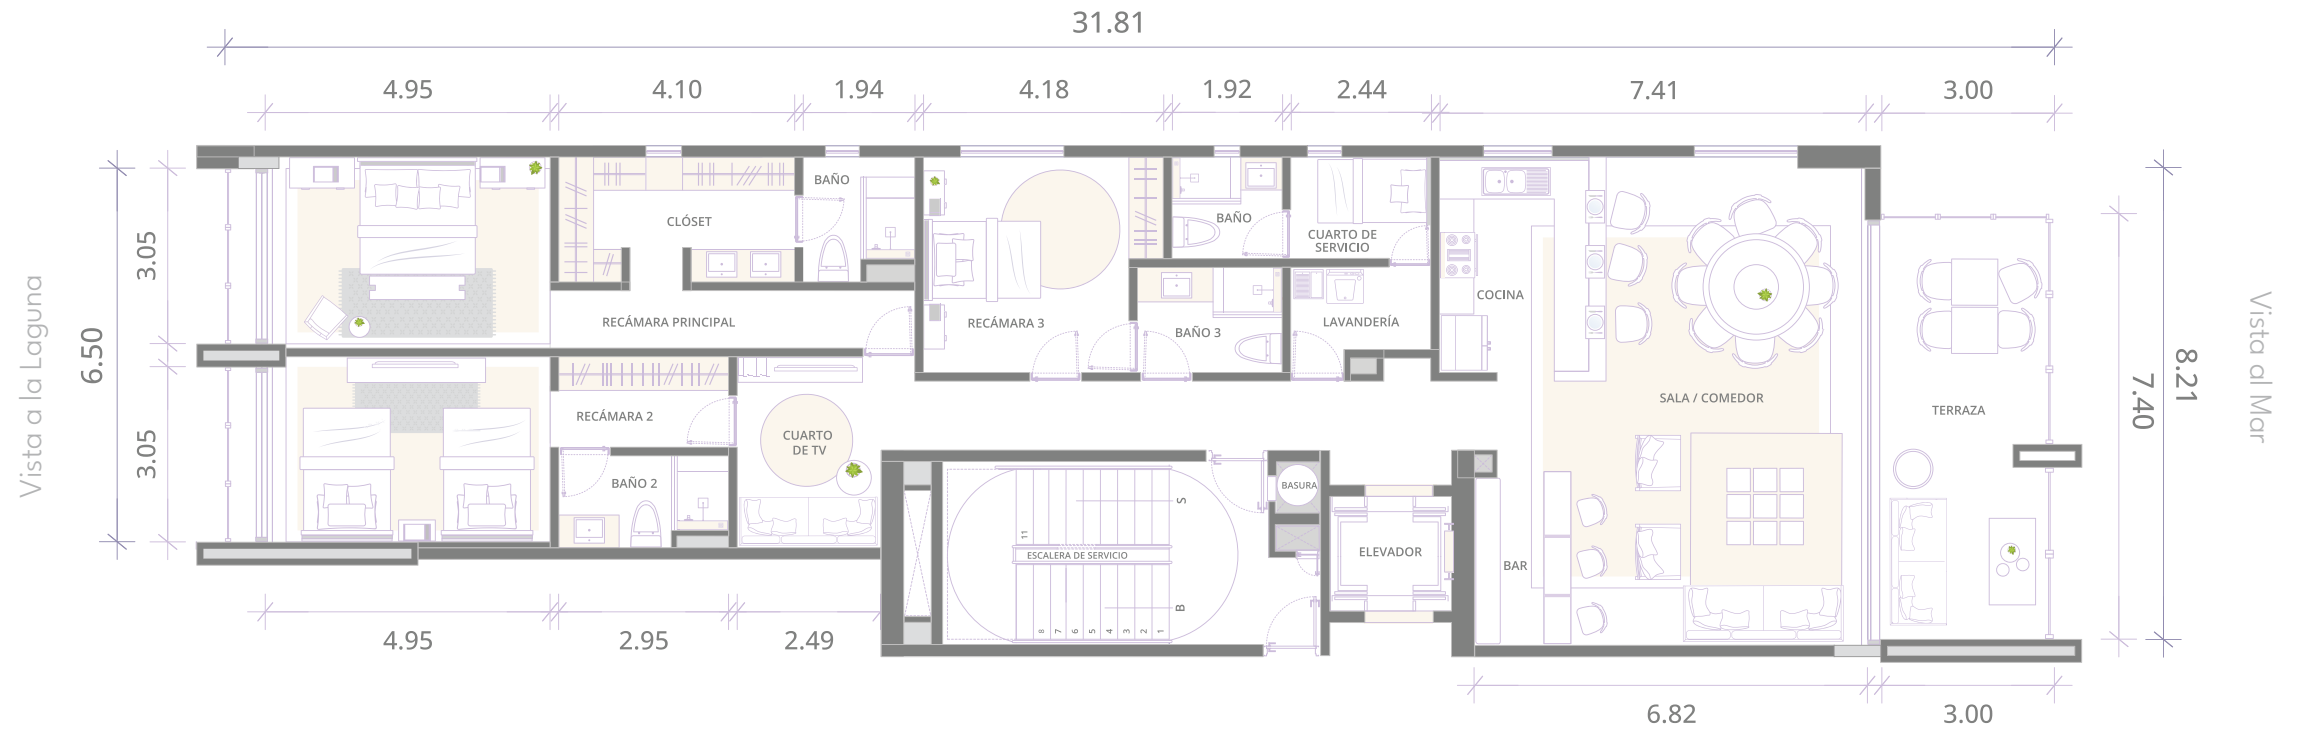 31.81
4.95
4.10
1.94
4.18
1.92
2.44
7.41
3.00
BAÑO
CLÓSET
BAÑO
CUARTO DE
SERVICIO
Vista a la Laguna
6.50
3.05
3.05
RECÁMARA PRINCIPAL
RECÁMARA 3
BAÑO 3
LAVANDERÍA
COCINA
Vista al Mar
8.21
7.40
RECÁMARA 2
CUARTO
DE TV
SALA / COMEDOR
TERRAZA
BAÑO 2
BASURA
S
11
ESCALERA DE SERVICIO
ELEVADOR
BAR
B
8
7
6
5
4
3
2
1
4.95
2.95
2.49
6.82
3.00